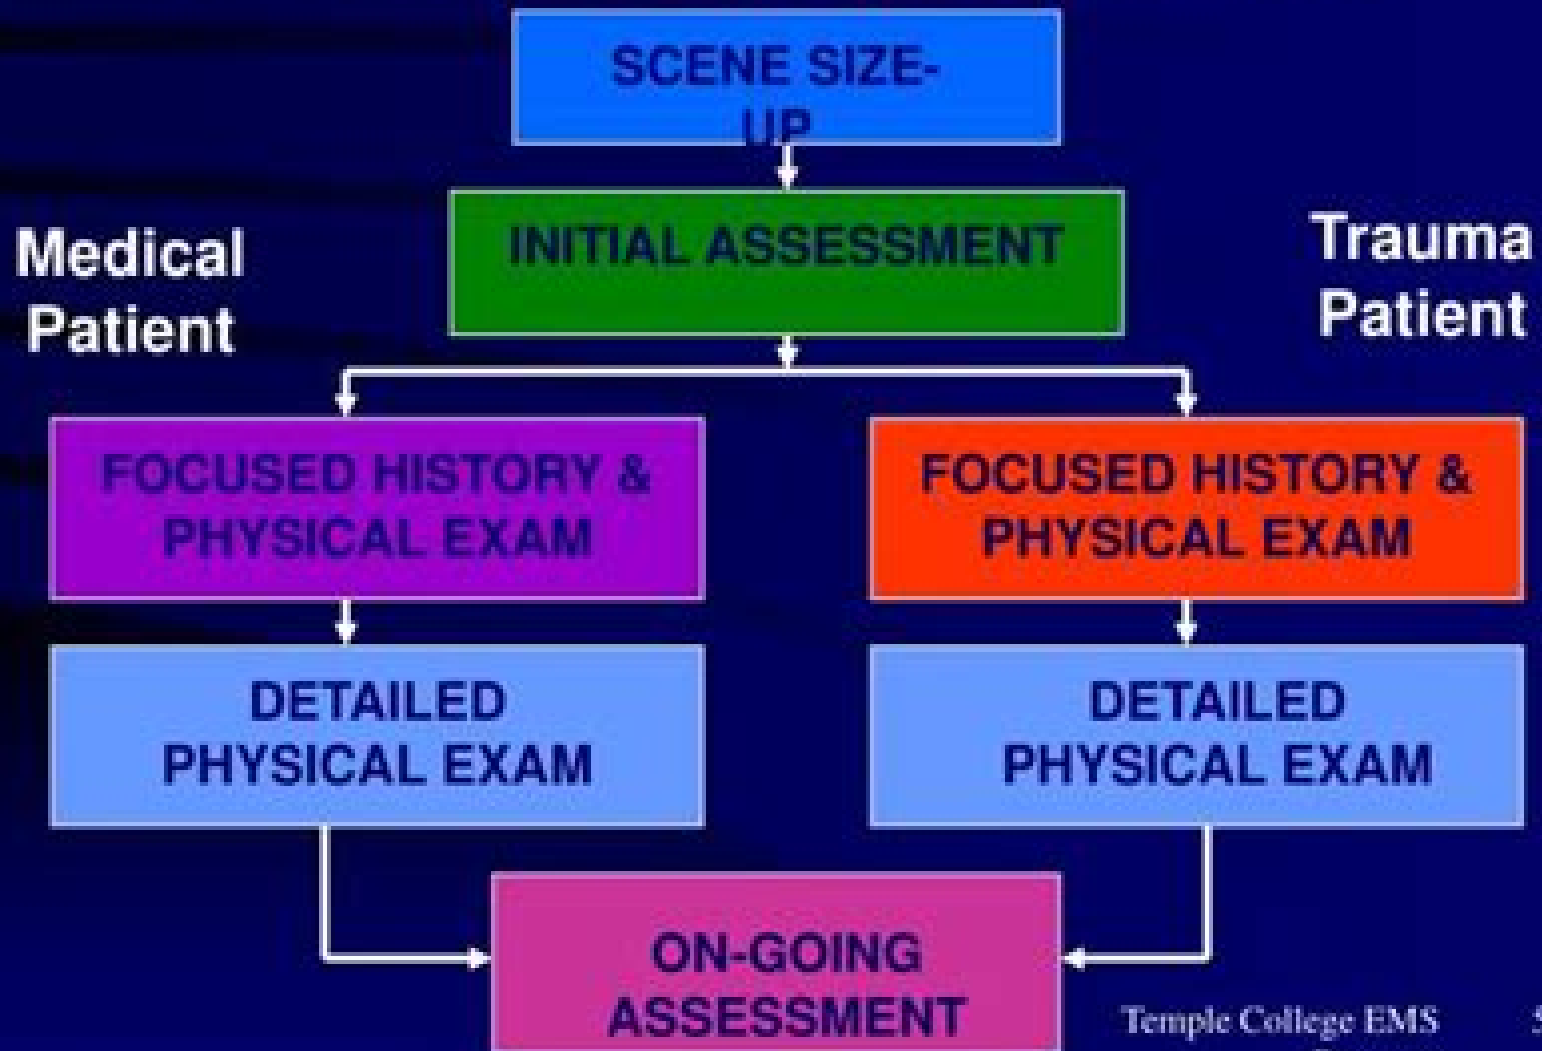 SCENE SIZE-
UP
INITIAL ASSESSMENT
Medical
Patient
Trauma
Patient
FOCUSED HISTORY &
PHYSICAL EXAM
FOCUSED HISTORY &
PHYSICAL EXAM
DETAILED
PHYSICAL EXAM
DETAILED
PHYSICAL EXAM
ON-GOING
ASSESSMENT
Temple College EMS